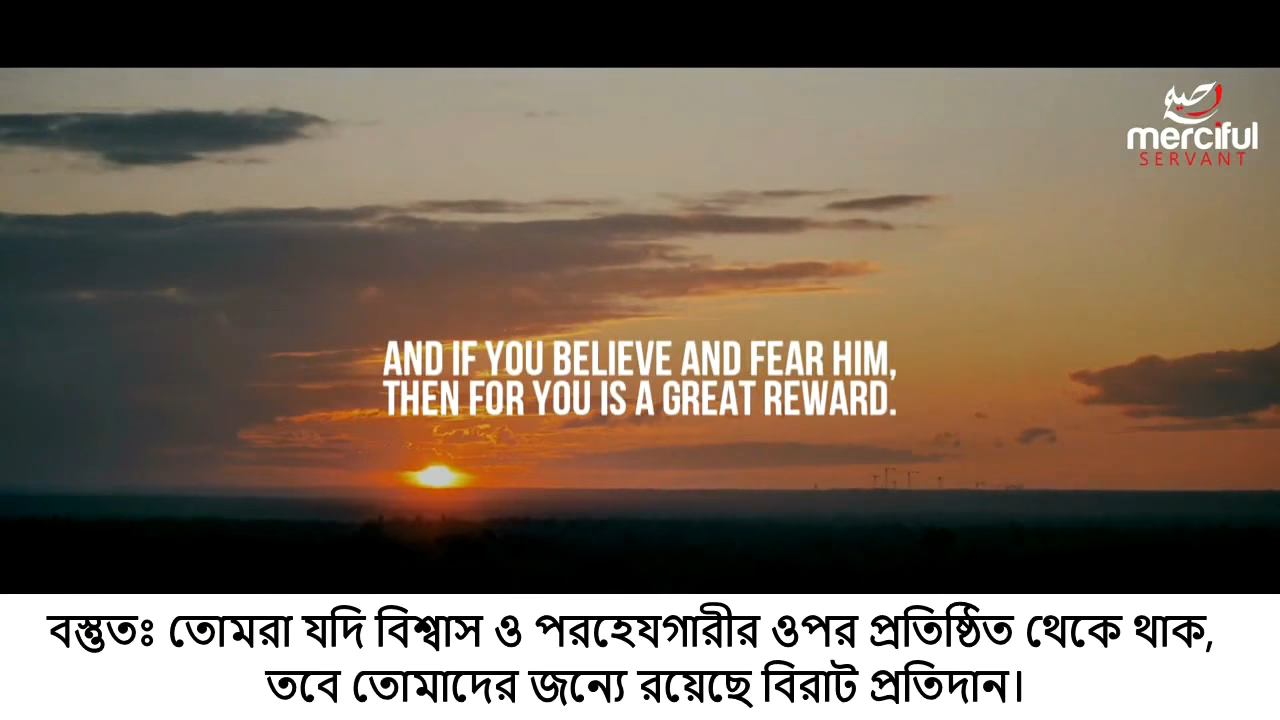 رحيم
merciful
SERVANT
AND IF YOU BELIEVE AND FEAR HIM,
THEN FOR YOU IS A GREAT REWARD.
বস্তুতঃ তোমরা যদি বিশ্বাস ও পরহেযগারীর ওপর প্রতিষ্ঠিত থেকে থাক,
তবে তোমাদের জন্যে রয়েছে বিরাট প্রতিদান।